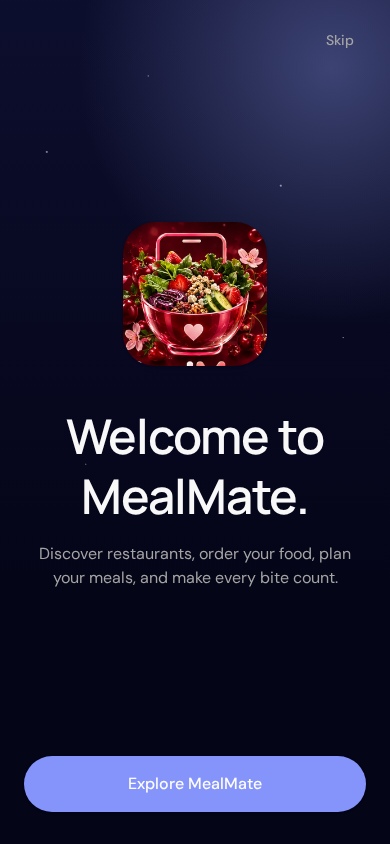 Skip
Welcome to
MealMate.
Discover restaurants, order your food, plan
your meals, and make every bite count.
Explore MealMate